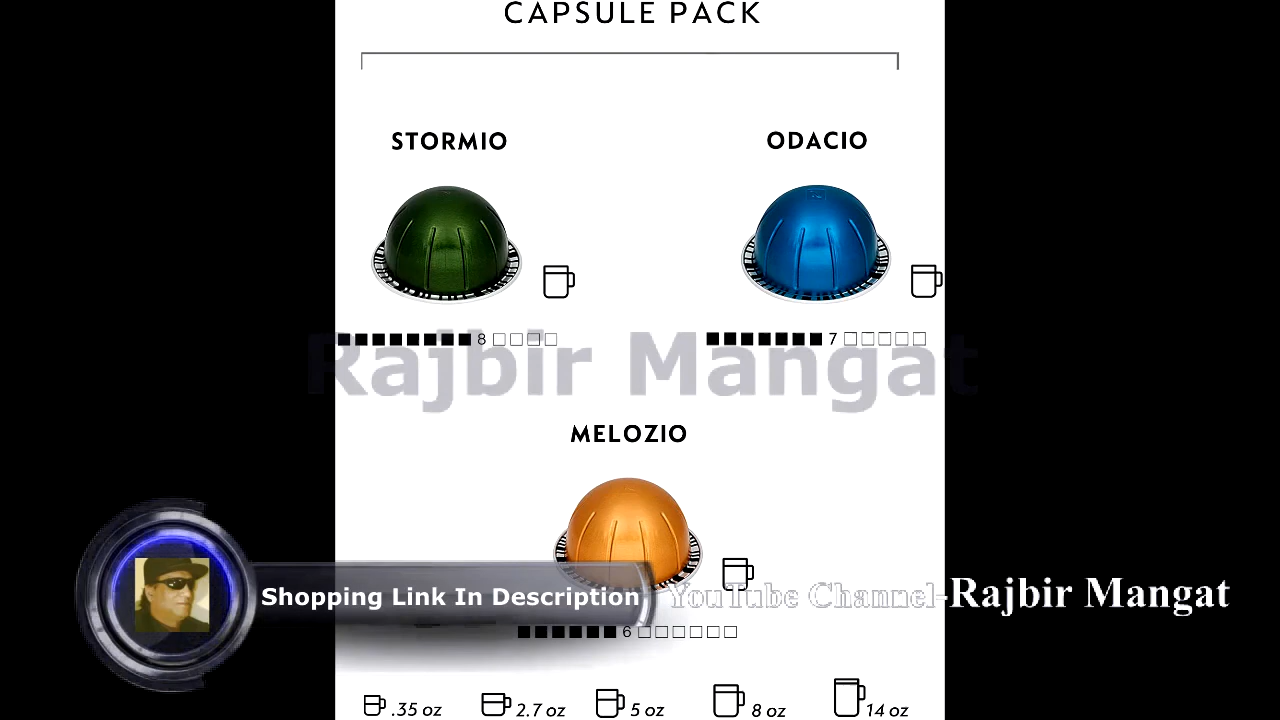 CAPSULE PACK
STORMIO
ODACIO
8
7
Rajbir Mangat
MELOZIO
Shopping Link In Description
YouTube Channel-Rajbir Mangat
6
.35 oz
2.7 oz
5 oz
8 oz
14 oz